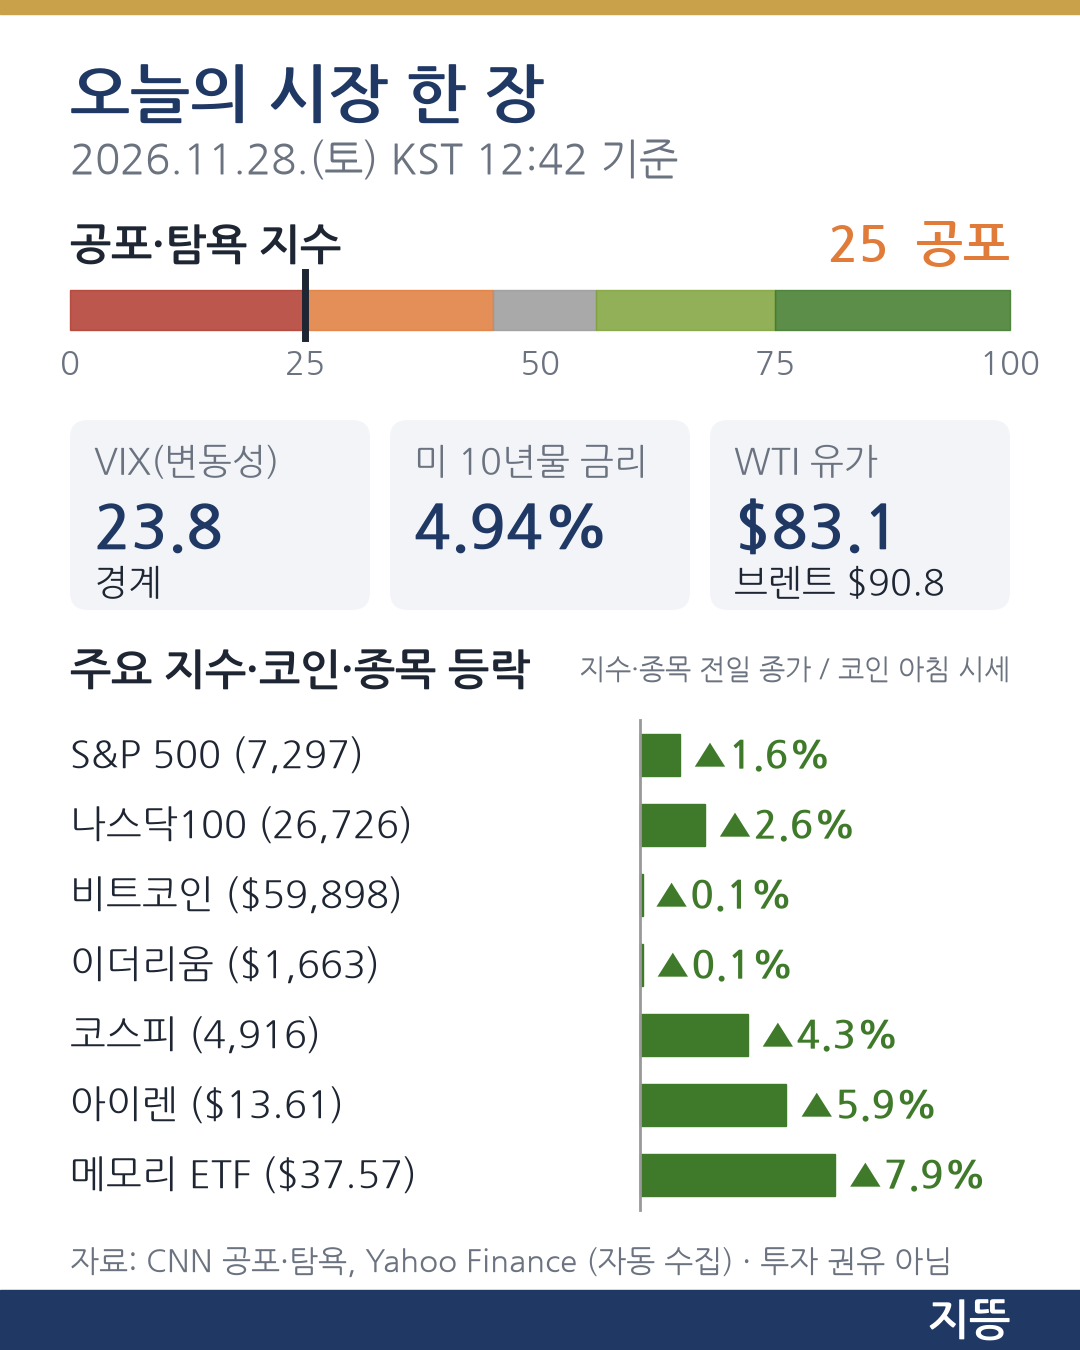 오늘의 시장 한 장
2026.11.28.(토) KST 12:42 기준
공포·탐욕 지수 25 공포
0 25 50 75 100
VIX(변동성) 미 10년물 금리 WTI 유가
23.8 4.94% $83.1
경계 브렌트 $90.8
주요 지수·코인·종목 등락 지수·종목 전일 종가 / 코인 아침 시세
S&P 500 (7,297) ▲1.6%
나스닥100 (26,726) ▲2.6%
비트코인 ($59,898) ▲0.1%
이더리움 ($1,663) ▲0.1%
코스피 (4,916) ▲4.3%
아이렌 ($13.61) ▲5.9%
메모리 ETF ($37.57) ▲7.9%
자료: CNN 공포·탐욕, Yahoo Finance (자동 수집) · 투자 권유 아님
지뚱